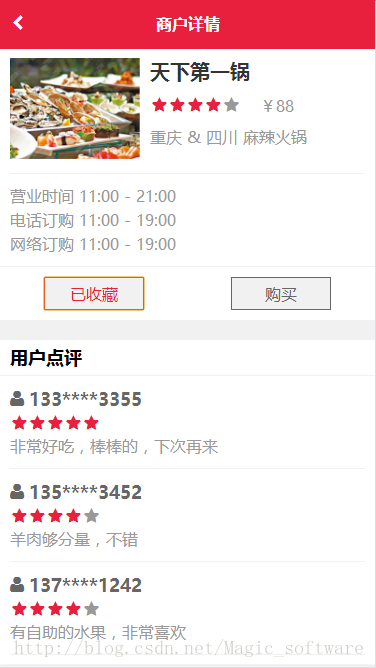 商户详情
天下第一锅
¥88
重庆 & 四川 麻辣火锅
营业时间 11:00 - 21:00
电话订购 11:00 - 19:00
网络订购 11:00 - 19:00
已收藏
购买
用户点评
133****3355
非常好吃，棒棒的，下次再来
135****3452
羊肉够分量，不错
137****1242
有自助的水果，非常喜欢
http://blog.csdn.net/Magic_software